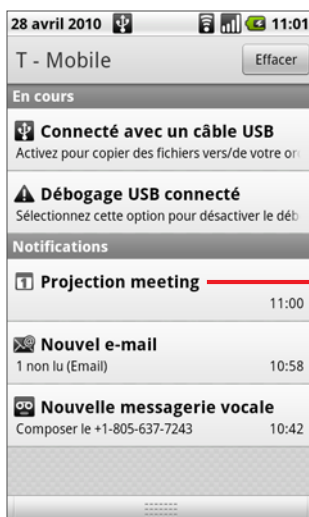 28 avril 2010 11:01
T - Mobile Effacer
En cours
Connecté avec un câble USB
Activez pour copier des fichiers vers/de votre
Débogage USB connecté
Sélectionnez cette option pour désactiver le
Notifications
1 Projection meeting
11:00
Nouvel e-mail
1 non lu (Email) 10:58
Nouvelle messagerie vocale
Composer le +1-805-637-7243 10:42